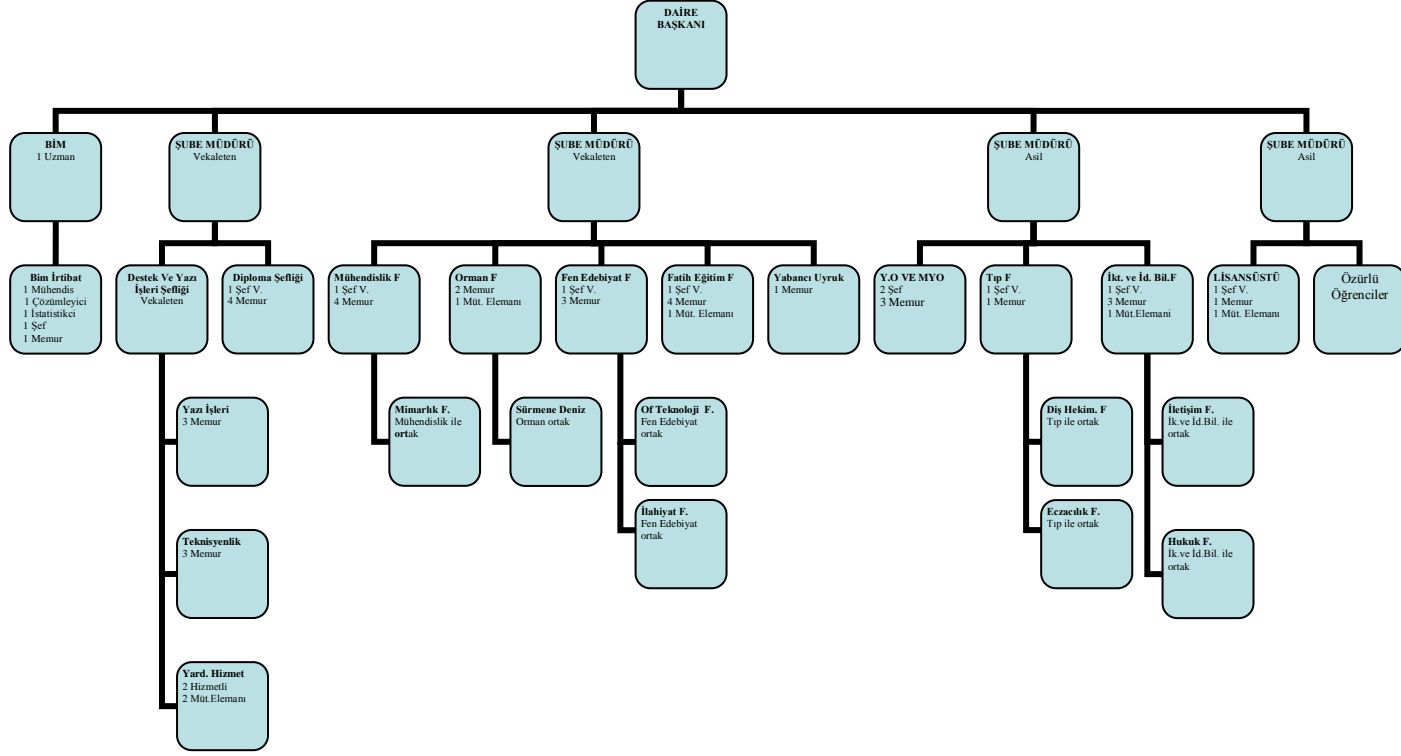 DAİRE
BAŞKANI
BİM
1 Uzman
ŞUBE MÜDÜRÜ
Vekaleten
ŞUBE MÜDÜRÜ
Vekaleten
ŞUBE MÜDÜRÜ
Asil
ŞUBE MÜDÜRÜ
Asil
Bim İrtibat
1 Mühendis
1 Çözümleyici
1 İstatistikci
1 Şef
1 Memur
Destek Ve Yazı
İşleri Şefliği
Vekaleten
Diploma Şefliği
1 Şef V.
4 Memur
Mühendislik F
1 Şef V.
4 Memur
Orman F
2 Memur
1 Müt. Elemanı
Fen Edebiyat F
1 Şef V.
3 Memur
Fatih Eğitim F
1 Şef V.
4 Memur
1 Müt. Elemanı
Yabancı Uyruk
1 Memur
Y.O VE MYO
2 Şef
3 Memur
Tıp F
1 Şef V.
1 Memur
İkt. ve İd. Bil.F
1 Şef V.
3 Memur
1 Müt.Elemani
LİSANSÜSTÜ
1 Şef V.
1 Memur
1 Müt. Elemanı
Özürlü
Öğrenciler
Yazı İşleri
3 Memur
Mimarlık F.
Mühendislik ile
ortak
Sürmene Deniz
Orman ortak
Of Teknoloji F.
Fen Edebiyat
ortak
Diş Hekim. F
Tıp ile ortak
İletişim F.
İk.ve İd.Bil. ile
ortak
İlahiyat F.
Fen Edebiyat
ortak
Eczacılık F.
Tıp ile ortak
Teknisyenlik
3 Memur
Hukuk F.
İk.ve İd.Bil. ile
ortak
Yard. Hizmet
2 Hizmetli
2 Müt.Elemanı